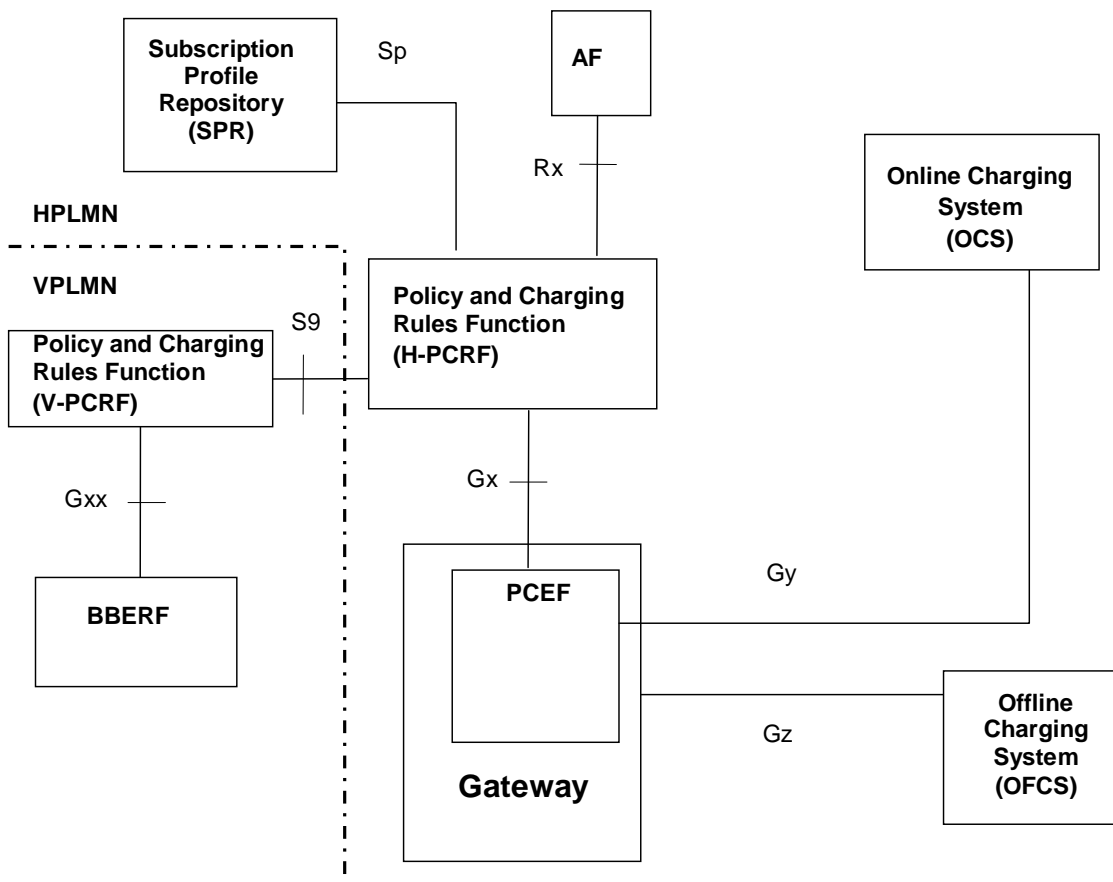 Subscription
Profile
Repository
(SPR)
Sp
AF
Rx
Online Charging
System
(OCS)
HPLMN
VPLMN
S9
Policy and Charging
Rules Function
(H-PCRF)
Policy and Charging
Rules Function
(V-PCRF)
Gxx
Gx
BBERF
PCEF
Gy
Gz
Offline
Charging
System
(OFCS)
Gateway